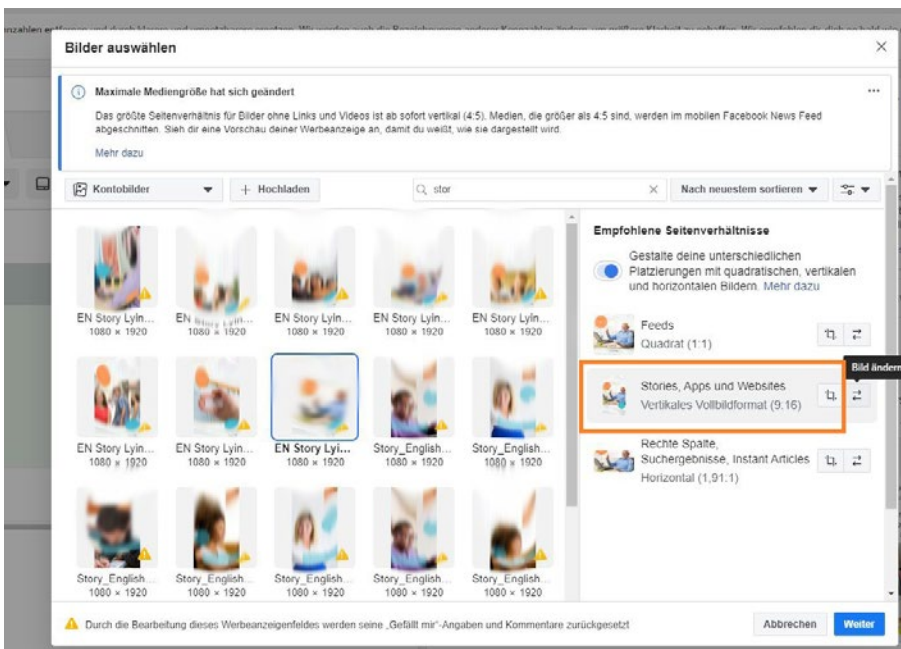 Bilder auswählen
Maximale Mediengröße hat sich geändert
Das größte Seitenverhältnis für Bilder ohne Links und Videos ist ab sofort vertikal (4:5). Medien, die größer als 4:5 sind, werden im mobilen Facebook News Feed
abgeschnitten. Sieh dir eine Vorschau deiner Werbeanzeige an, damit du weißt, wie sie dargestellt wird.
Mehr dazu
Kontobilder
+ Hochladen
stor
Nach neuestem sortieren
EN Story Lyin... EN Story Lyin... EN Story Lyin... EN Story Lyin... EN Story Lyin...
1080 × 1920 1080 × 1920 1080 × 1920 1080 × 1920 1080 × 1920
EN Story Lyin... EN Story Lyin... EN Story Lyi... Story_English... Story_English...
1080 × 1920 1080 × 1920 1080 × 1920 1080 × 1920 1080 × 1920
Story_English... Story_English... Story_English... Story_English... Story_English...
1080 × 1920 1080 × 1920 1080 × 1920 1080 × 1920 1080 × 1920
Empfohlene Seitenverhältnisse
Gestalte deine unterschiedlichen
Platzierungen mit quadratischen, vertikalen
und horizontalen Bildern. Mehr dazu
Feeds
Quadrat (1:1)
Bild ändern
Stories, Apps und Websites
Vertikales Vollbildformat (9:16)
Rechte Spalte,
Suchergebnisse, Instant Articles
Horizontal (1,91:1)
Durch die Bearbeitung dieses Werbeanzeigenfeldes werden seine „Gefällt mir"-Angaben und Kommentare zurückgesetzt
Abbrechen
Weiter